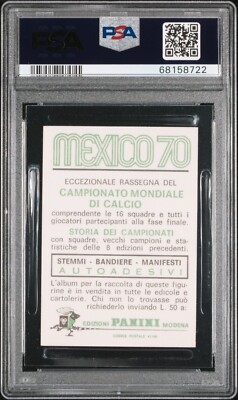 PSA
PSA
68158722
MEXICO 70
ECCEZIONALE RASSEGNA DEL
CAMPIONATO MONDIALE
DI CALCIO
comprendente le 16 squadre e tutti i
giocatori partecipanti alla fase finale.
STORIA DEI CAMPIONATI
con squadre, vecchi campioni e sta-
tistiche delle 8 edizioni precedenti.
STEMMI - BANDIERE - MANIFESTI
AUTOADESIVI
L'album per la raccolta di queste figu-
rine è in vendita in tutte le edicole e
cartolerie. Chi non lo trovasse può
richiederlo inviando L. 50 a:
EDIZIONI PANINI MODENA